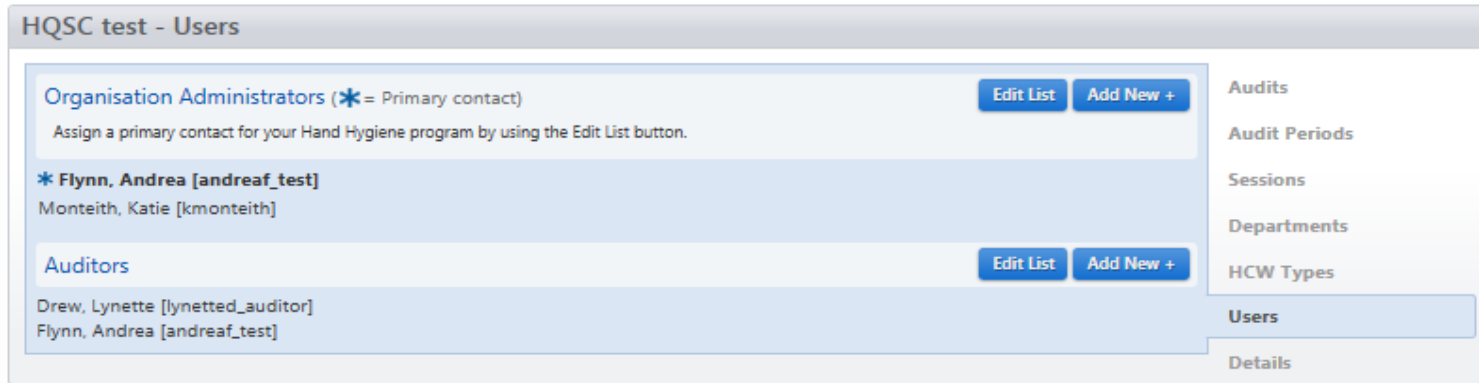 HQSC test - Users
Organisation Administrators (✱= Primary contact)
Edit List
Add New +
Assign a primary contact for your Hand Hygiene program by using the Edit List button.
✱ Flynn, Andrea [andreaf_test]
Monteith, Katie [kmonteith]
Auditors
Edit List
Add New +
Drew, Lynette [lynetted_auditor]
Flynn, Andrea [andreaf_test]
Audits
Audit Periods
Sessions
Departments
HCW Types
Users
Details